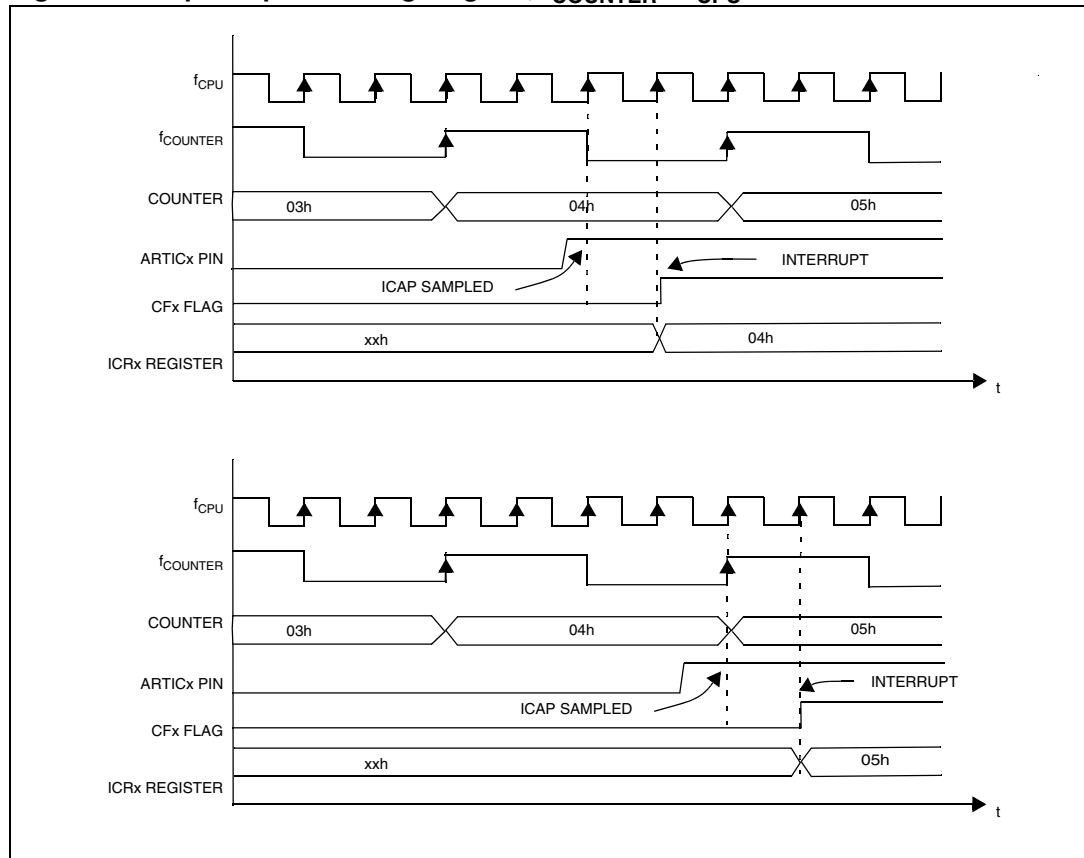 fCPU
fCOUNTER
COUNTER
03h
04h
05h
ARTICx PIN
ICAP SAMPLED
INTERRUPT
CFx FLAG
xxh
04h
ICRx REGISTER
t
fCPU
fCOUNTER
COUNTER
03h
04h
05h
ARTICx PIN
ICAP SAMPLED
INTERRUPT
CFx FLAG
xxh
05h
ICRx REGISTER
t